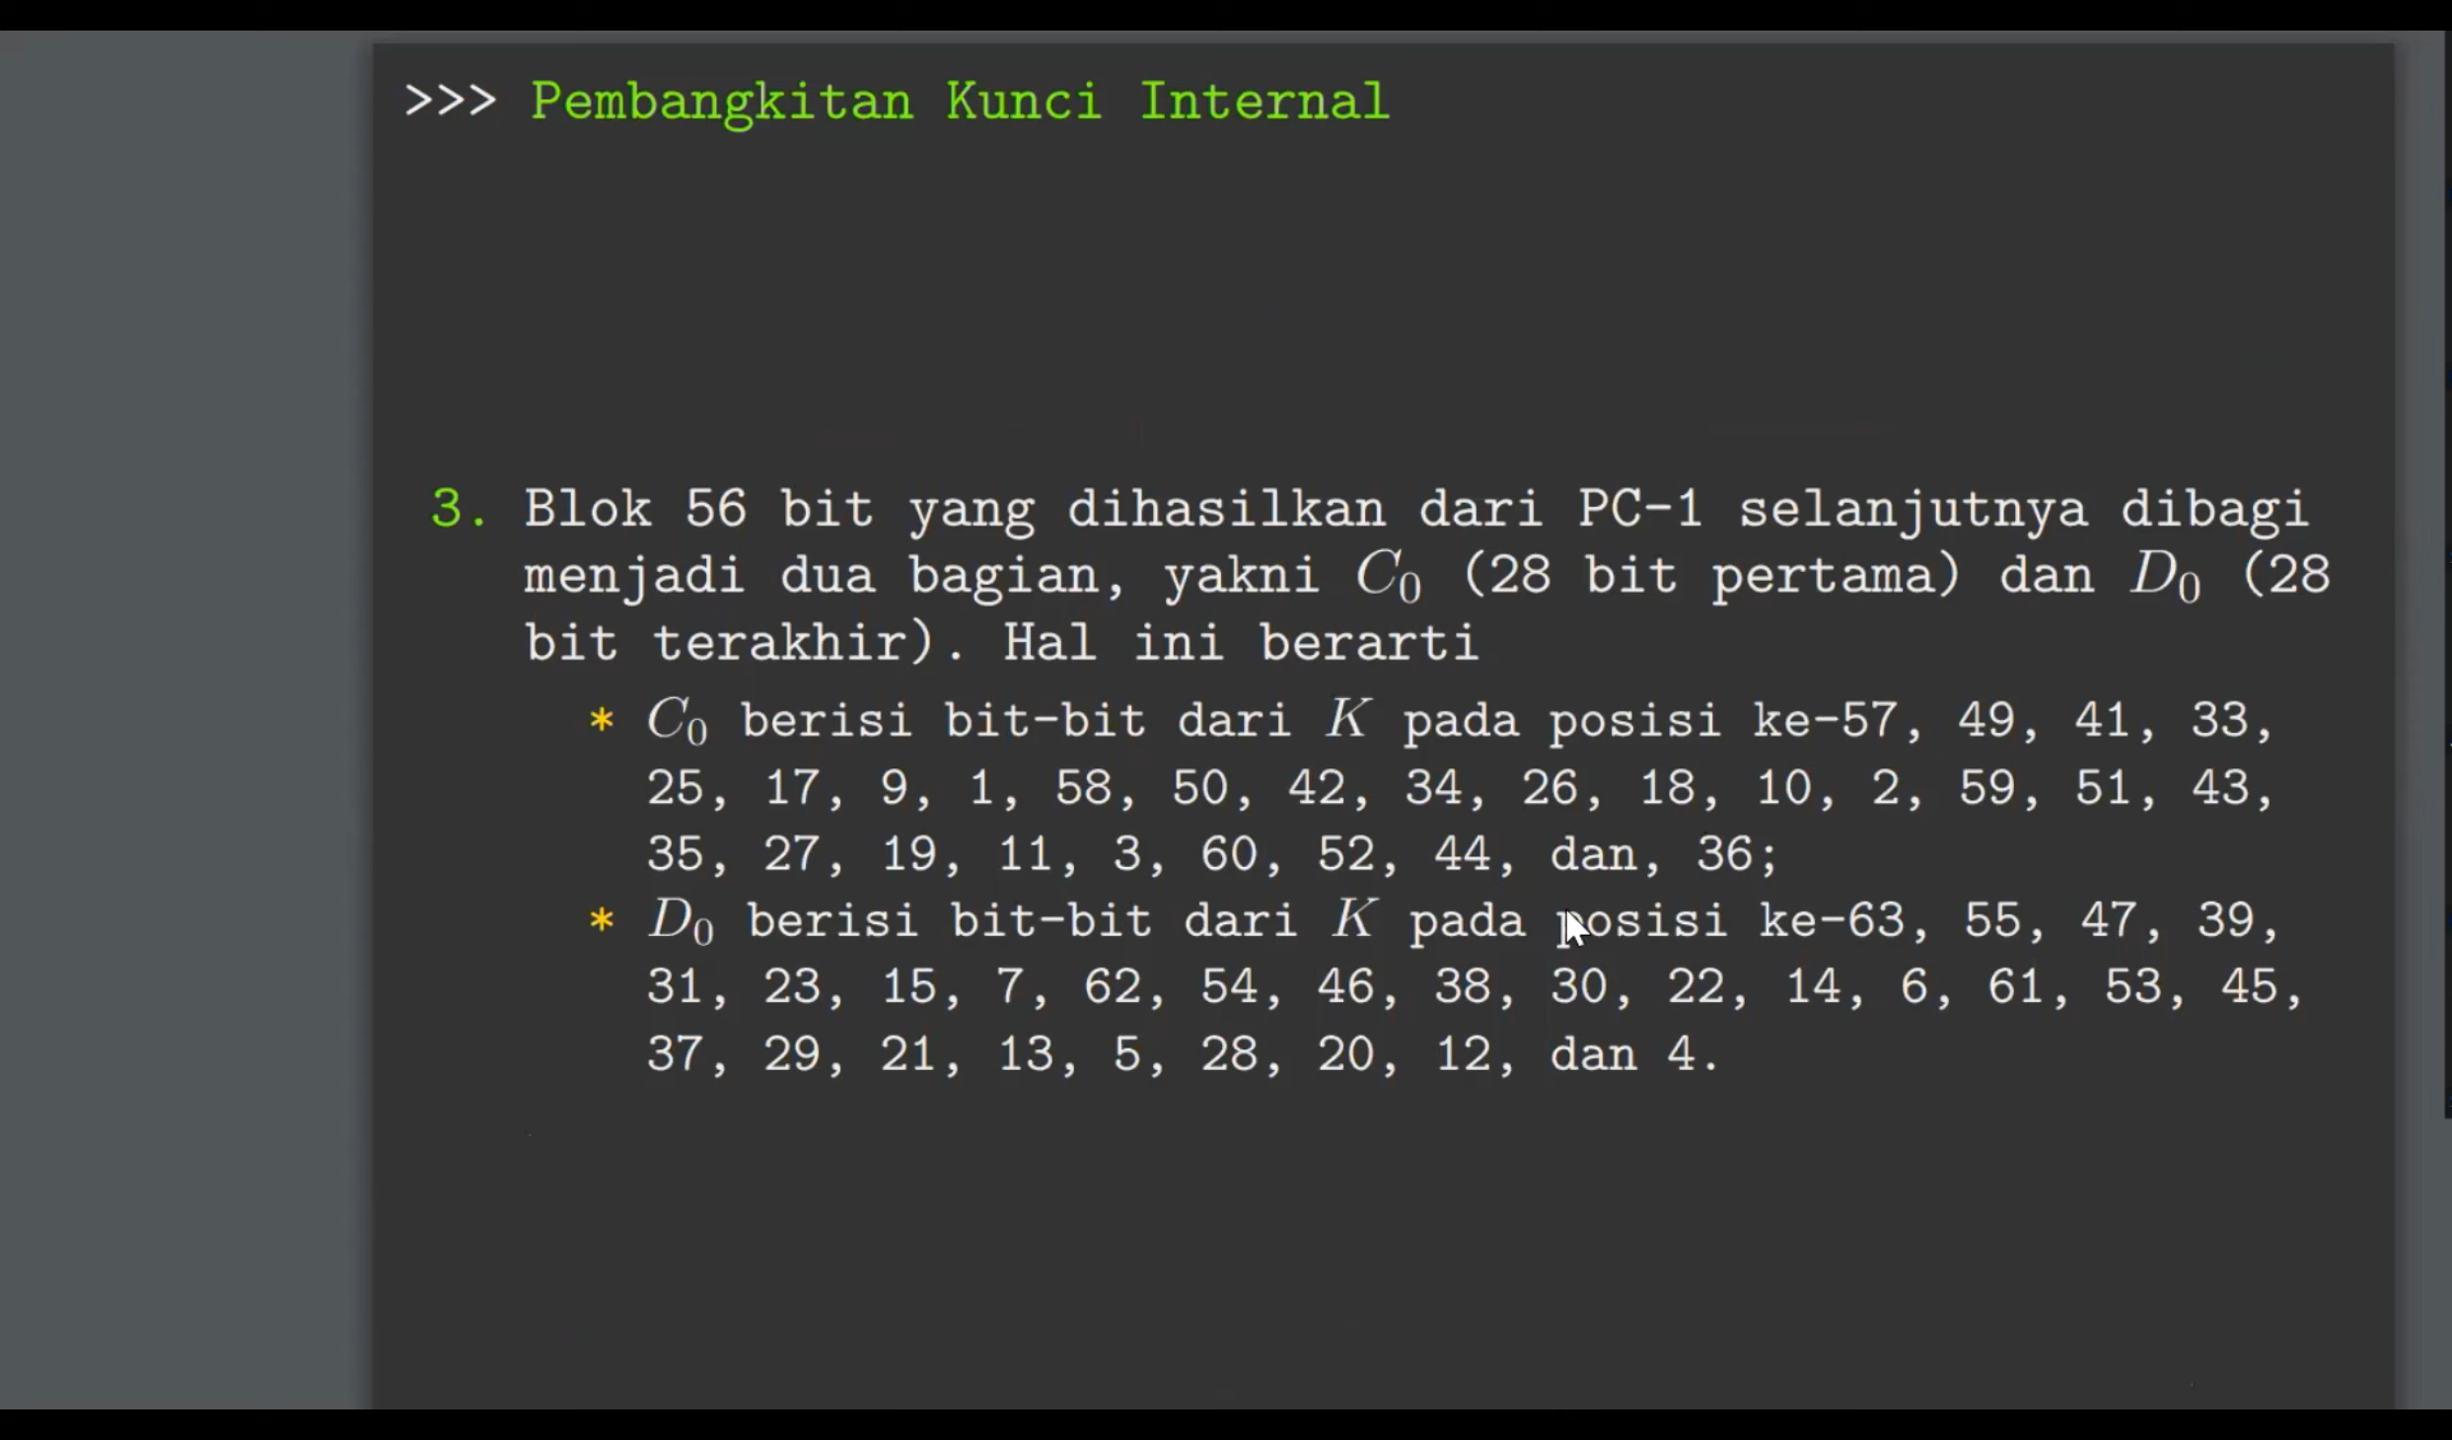 >>> Pembangkitan Kunci Internal
3. Blok 56 bit yang dihasilkan dari PC-1 selanjutnya dibagi
menjadi dua bagian, yakni C₀ (28 bit pertama) dan D₀ (28
bit terakhir). Hal ini berarti
* C₀ berisi bit-bit dari K pada posisi ke-57, 49, 41, 33,
25, 17, 9, 1, 58, 50, 42, 34, 26, 18, 10, 2, 59, 51, 43,
35, 27, 19, 11, 3, 60, 52, 44, dan, 36;
* D₀ berisi bit-bit dari K pada posisi ke-63, 55, 47, 39,
31, 23, 15, 7, 62, 54, 46, 38, 30, 22, 14, 6, 61, 53, 45,
37, 29, 21, 13, 5, 28, 20, 12, dan 4.